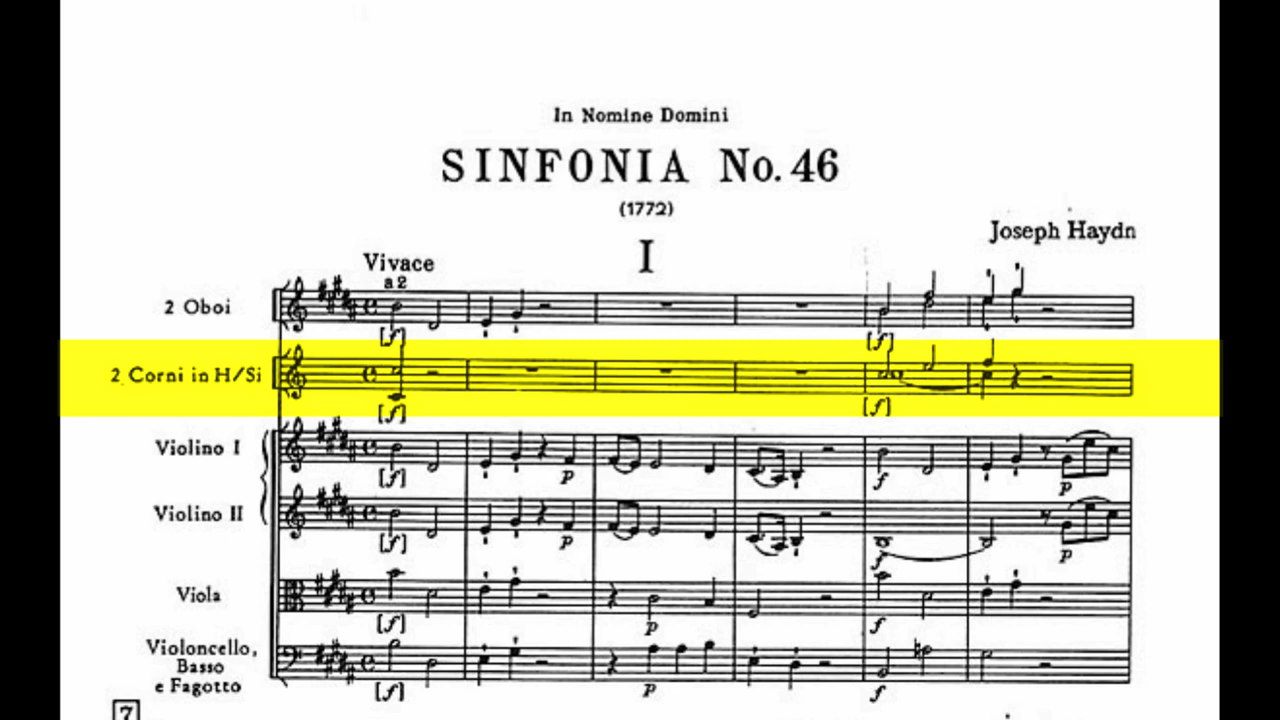 In Nomine Domini
SINFONIA No. 46
(1772)
Joseph Haydn
I
Vivace
a 2
2 Oboi
[f] [f]
2 Corni in H/Si
[f] [f]
Violino I
[f] p f p
Violino II
[f] p f p
Viola
[f] p f
Violoncello,
Basso
e Fagotto
[f] p f
7